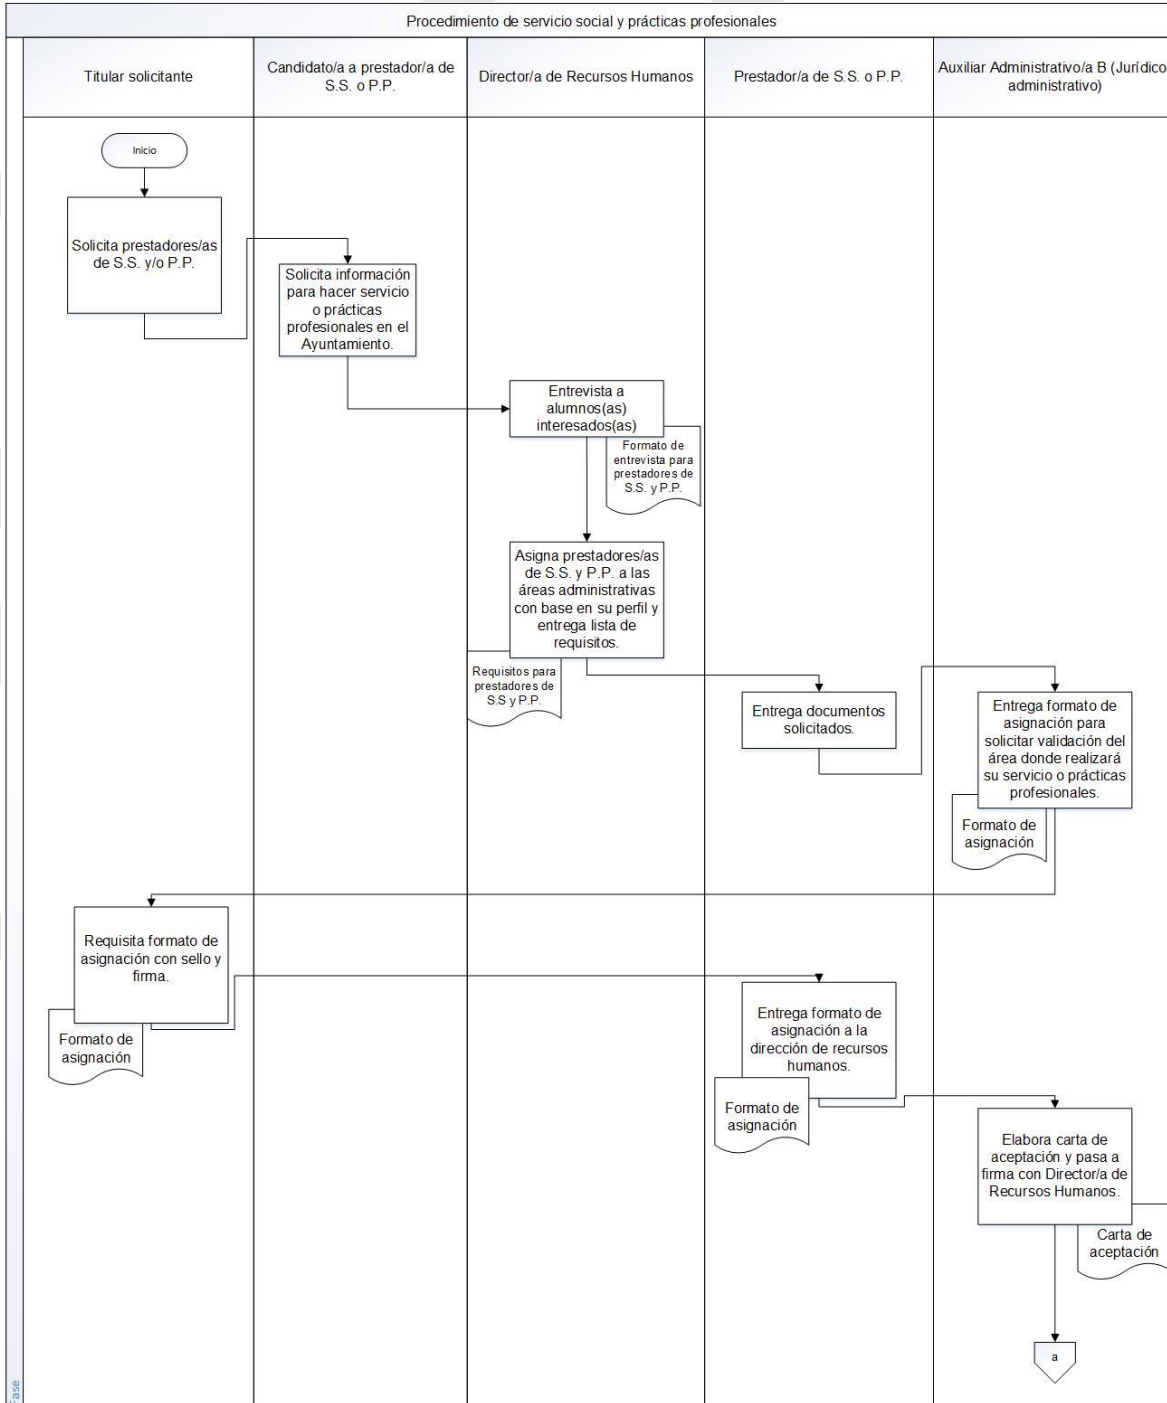 Procedimiento de servicio social y prácticas profesionales
Titular solicitante
Candidato/a a prestador/a de
S.S. o P.P.
Director/a de Recursos Humanos
Prestador/a de S.S. o P.P.
Auxiliar Administrativo/a B (Jurídico
administrativo)
Inicio
Solicita prestadores/as
de S.S. y/o P.P.
Solicita información
para hacer servicio
o prácticas
profesionales en el
Ayuntamiento.
Entrevista a
alumnos(as)
interesados(as)
Formato de
entrevista para
prestadores de
S.S. y P.P.
Asigna prestadores/as
de S.S. y P.P. a las
áreas administrativas
con base en su perfil y
entrega lista de
requisitos.
Requisitos para
prestadores de
S.S y P.P.
Entrega documentos
solicitados.
Entrega formato de
asignación para
solicitar validación del
área donde realizará
su servicio o prácticas
profesionales.
Formato de
asignación
Requisita formato de
asignación con sello y
firma.
Formato de
asignación
Entrega formato de
asignación a la
dirección de recursos
humanos.
Formato de
asignación
Elabora carta de
aceptación y pasa a
firma con Director/a de
Recursos Humanos.
Carta de
aceptación
a
Fase